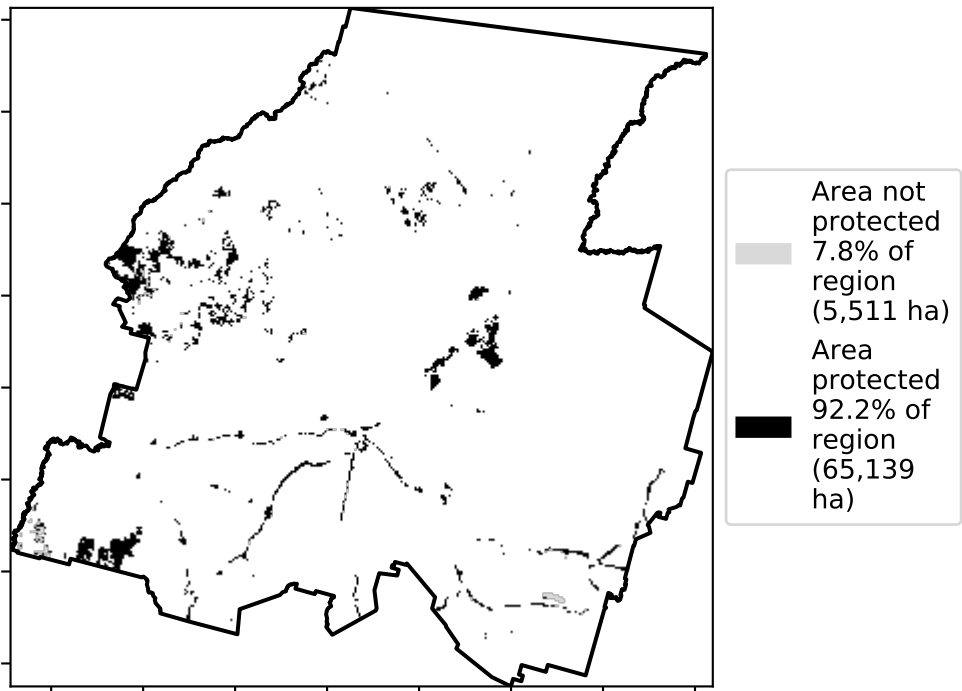 Area not
protected
7.8% of
region
(5,511 ha)
Area
protected
92.2% of
region
(65,139
ha)